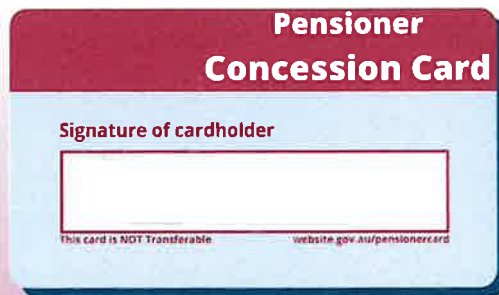 Pensioner
Concession Card
Signature of cardholder
This card is NOT Transferable
website.gov.au/pensionercard